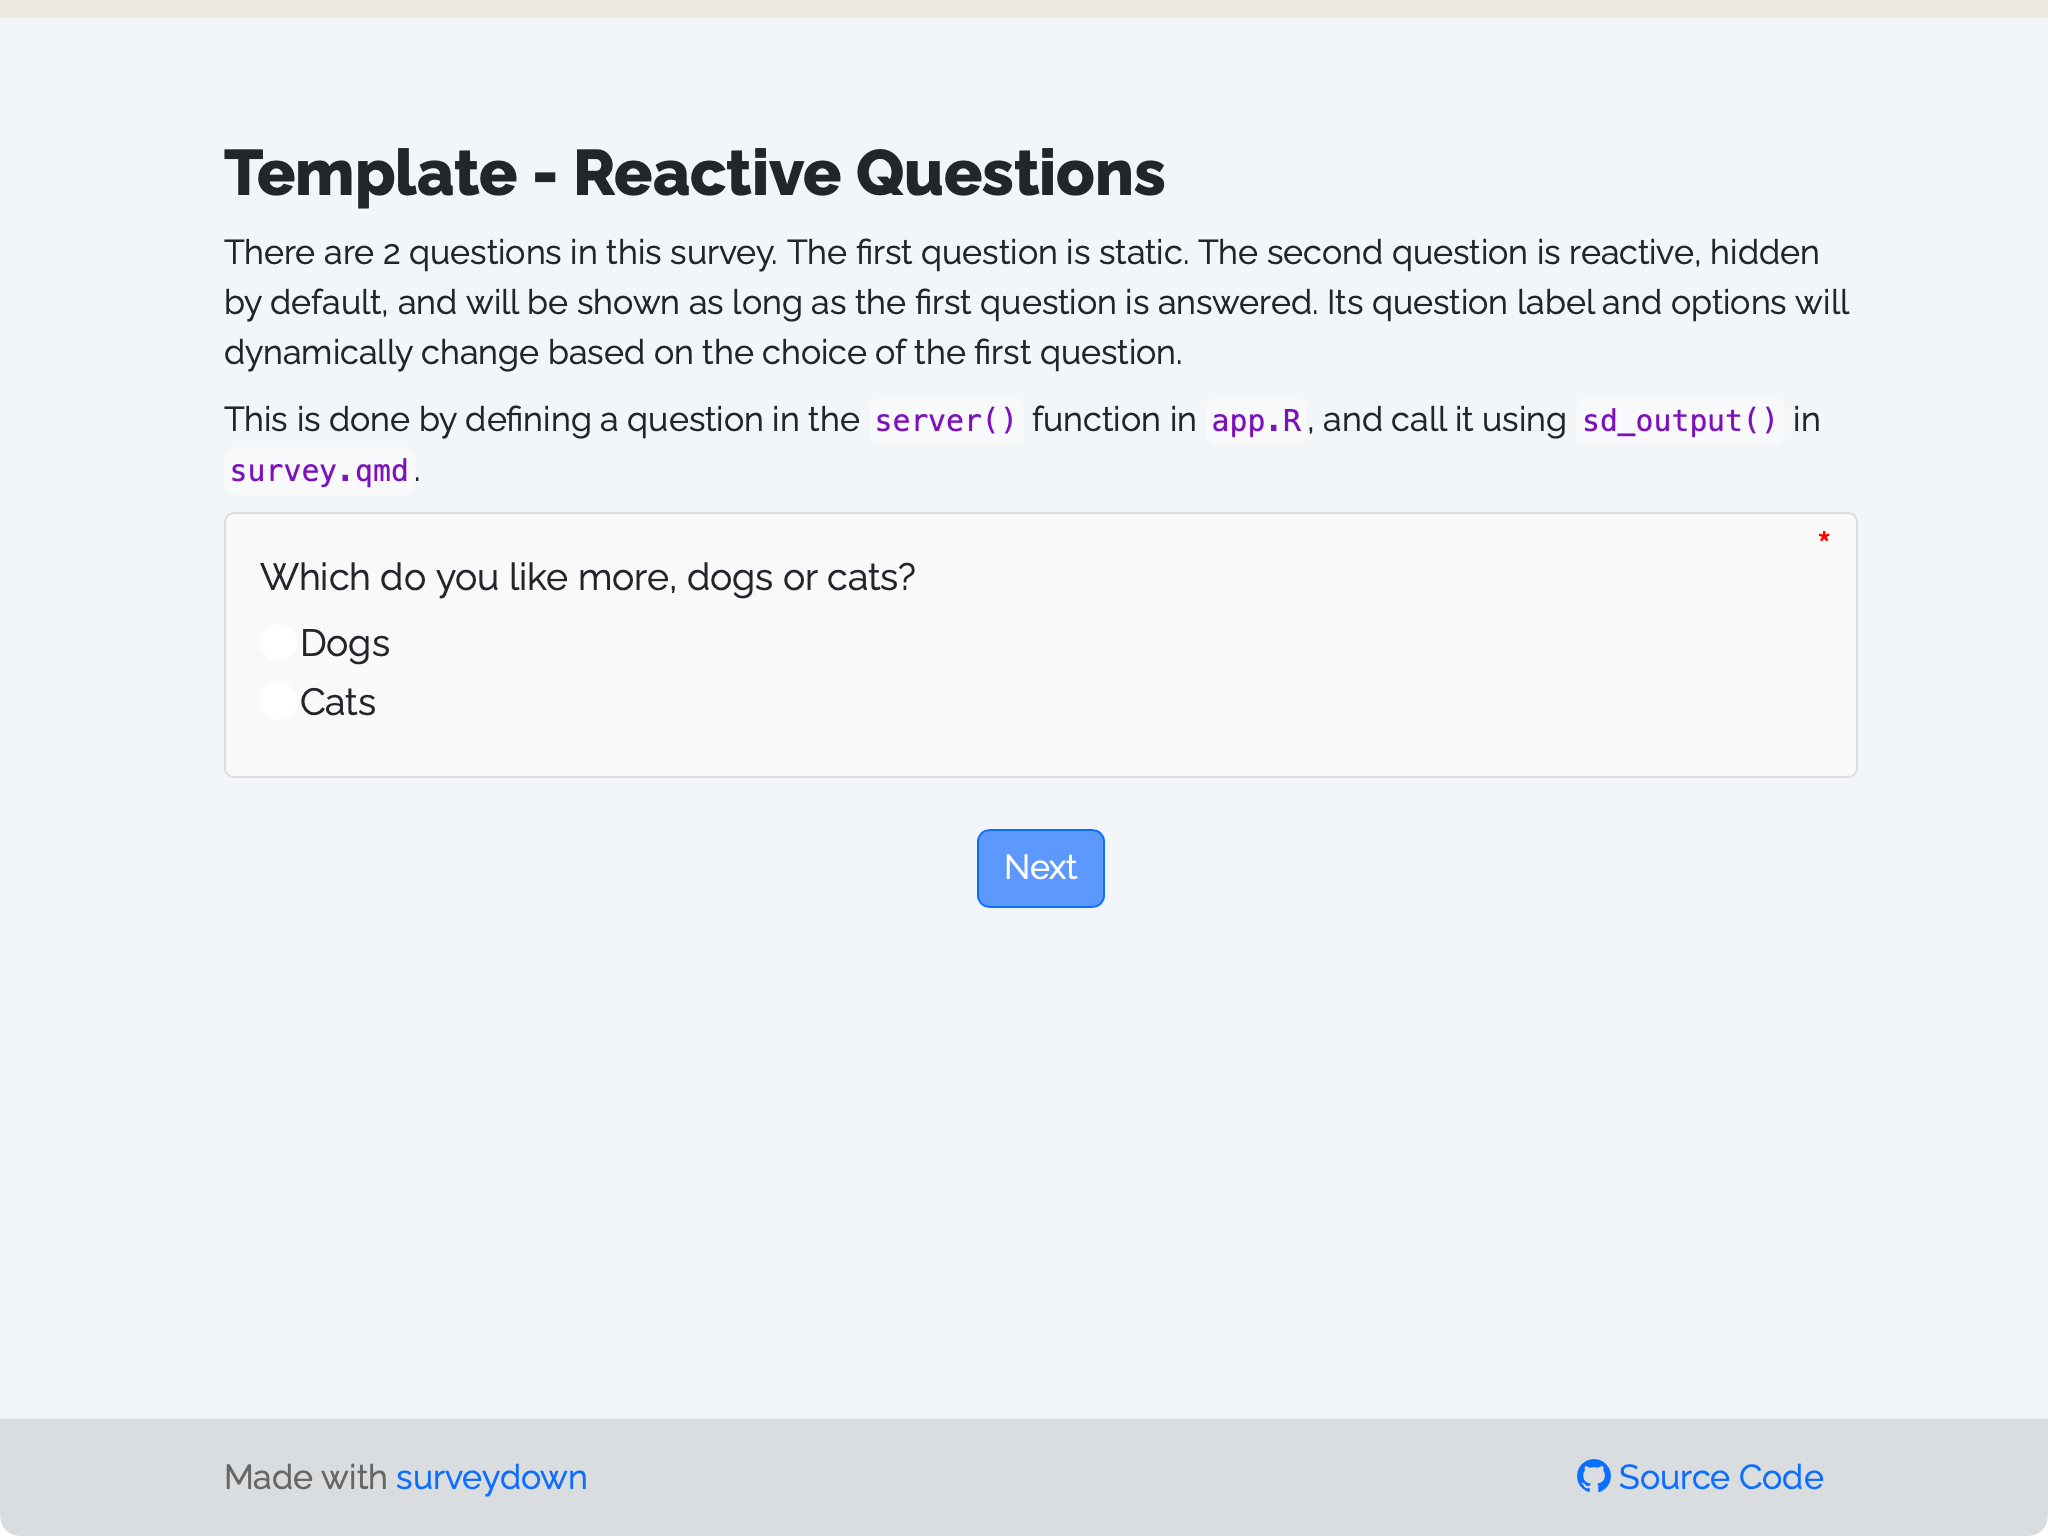 Template - Reactive Questions
There are 2 questions in this survey. The first question is static. The second question is reactive, hidden
by default, and will be shown as long as the first question is answered. Its question label and options will
dynamically change based on the choice of the first question.
This is done by defining a question in the server() function in app.R, and call it using sd_output() in
survey.qmd.
*
Which do you like more, dogs or cats?
Dogs
Cats
Next
Made with surveydown
Source Code